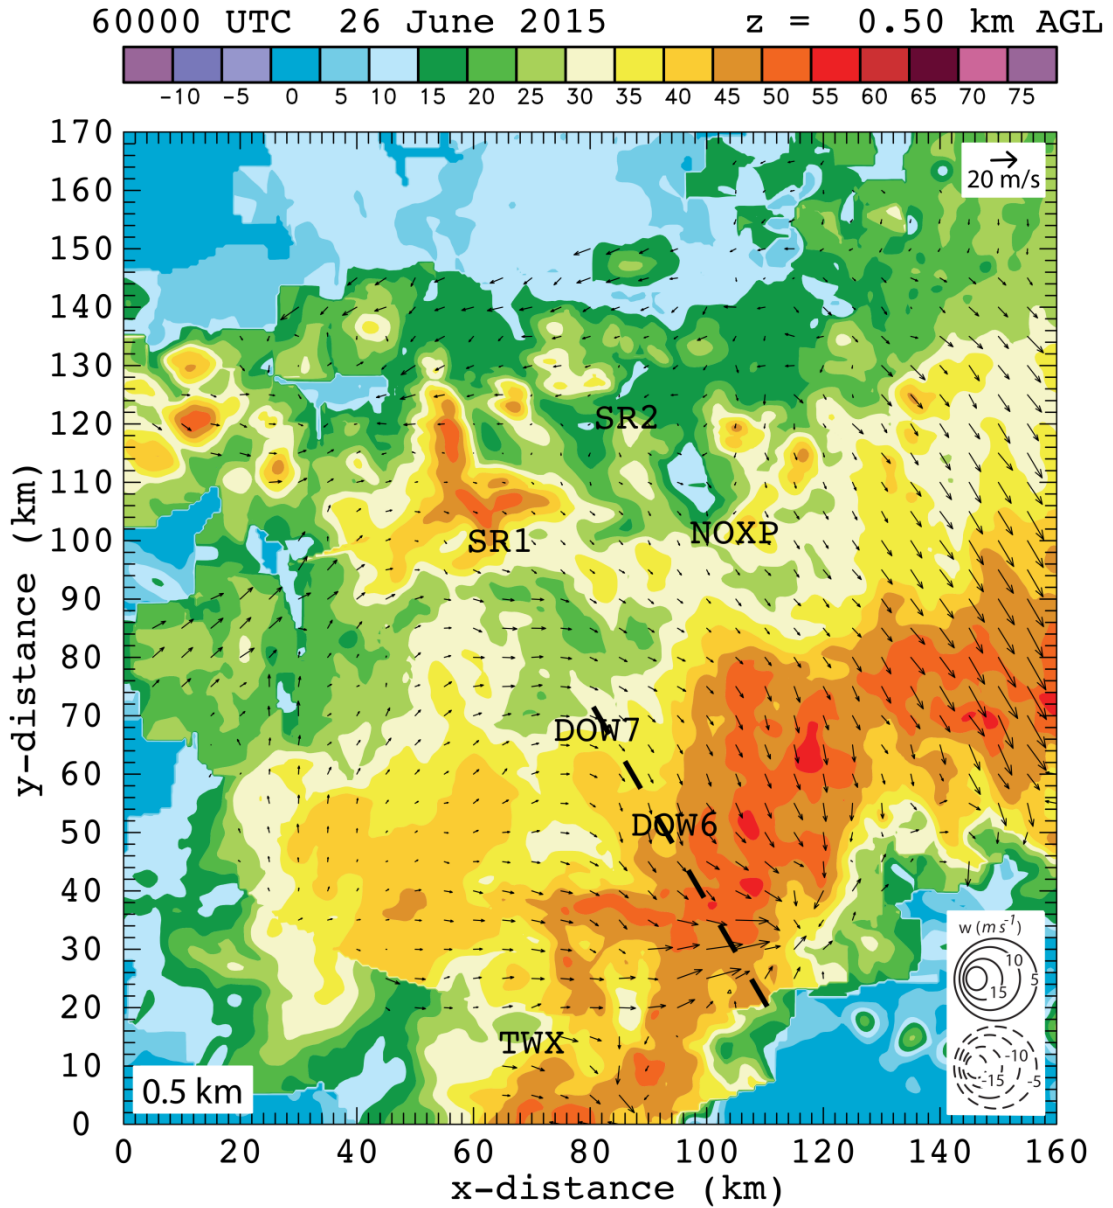 60000 UTC 26 June 2015 z = 0.50 km AGL
-10 -5 0 5 10 15 20 25 30 35 40 45 50 55 60 65 70 75
170
160
150
140
130
120
110
100
90
80
70
60
50
40
30
20
10
0
y-distance (km)
20 m/s
SR2
NOXP
SR1
DOW7
DOW6
TWX
w (m s-1)
10
5
15
-10
-15
-5
0.5 km
0 20 40 60 80 100 120 140 160
x-distance (km)